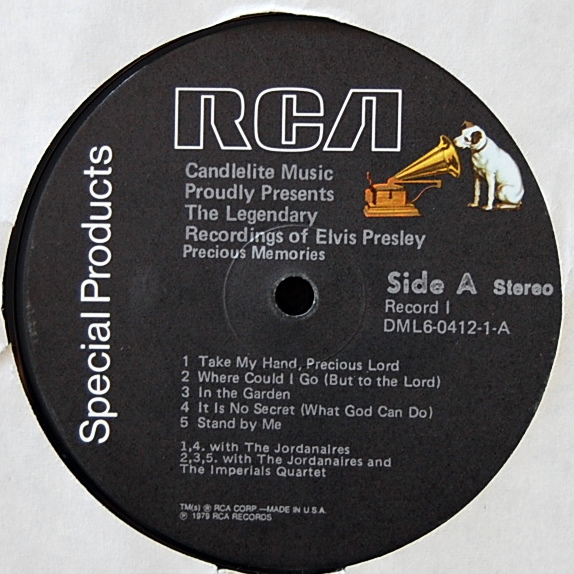 RCA
Special Products
Candlelite Music
Proudly Presents
The Legendary
Recordings of Elvis Presley
Precious Memories
Side A Stereo
Record I
DML6-0412-1-A
1 Take My Hand, Precious Lord
2 Where Could I Go (But to the Lord)
3 In the Garden
4 It Is No Secret (What God Can Do)
5 Stand by Me
1,4. with The Jordanaires
2,3,5. with The Jordanaires and
The Imperials Quartet
TM(s) ® RCA CORP.—MADE IN U.S.A.
℗ 1979 RCA RECORDS